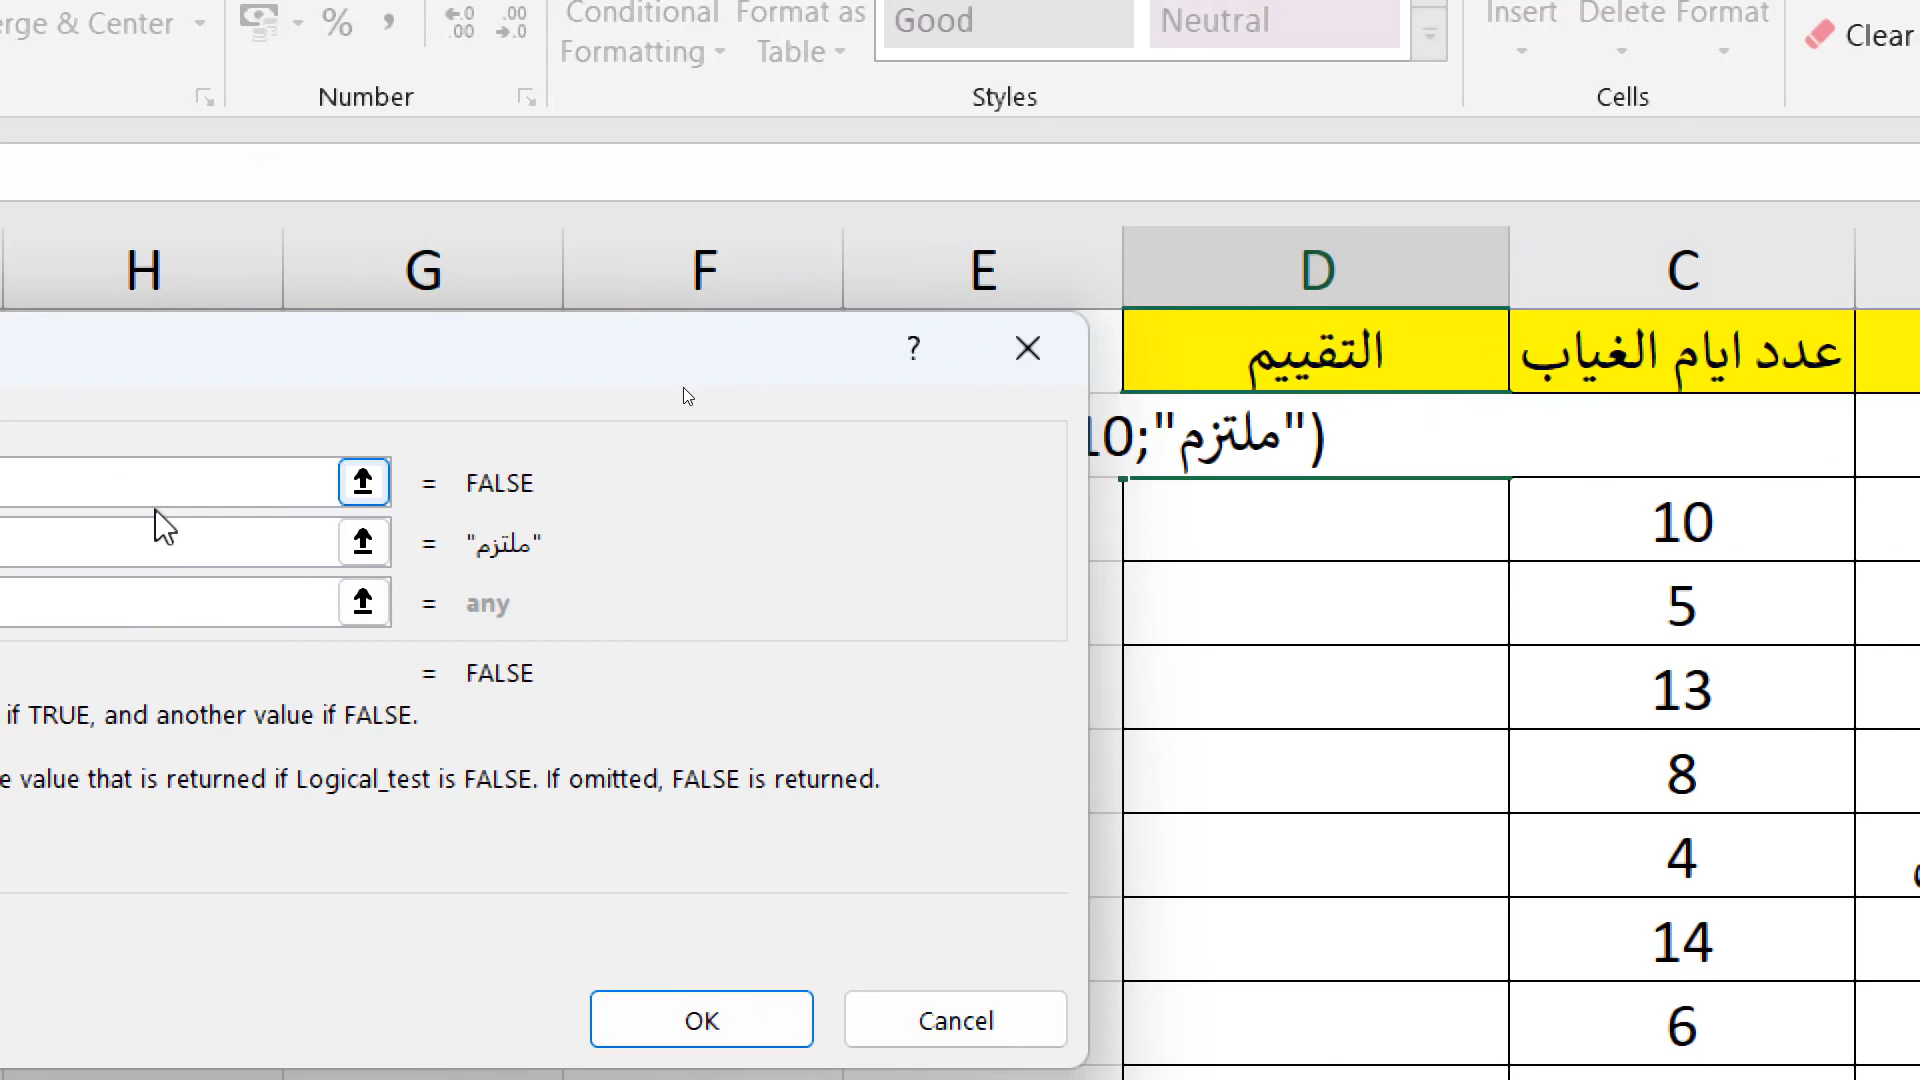 erge & Center
%
,
.00
Conditional
Formatting
Format as
Table
Good
Neutral
Insert
Delete
Format
Clear
Number
Styles
Cells
H
G
F
E
D
C
التقييم
عدد ايام الغياب
10;"ملتزم")
10
5
13
8
4
14
6
?
= FALSE
= "ملتزم"
= any
= FALSE
if TRUE, and another value if FALSE.
e value that is returned if Logical_test is FALSE. If omitted, FALSE is returned.
OK
Cancel